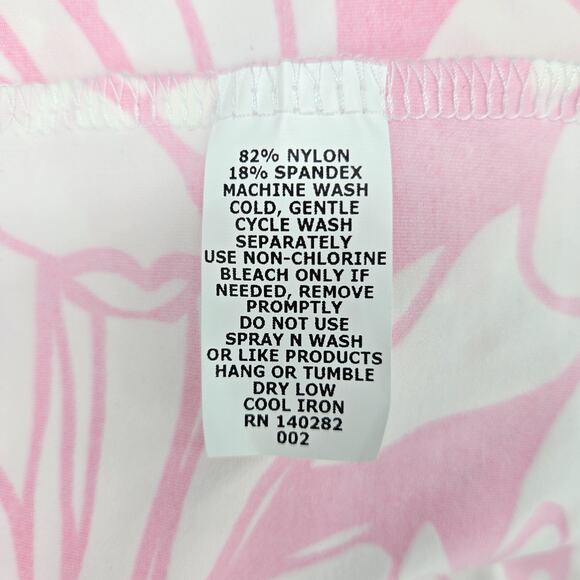 82% NYLON
18% SPANDEX
MACHINE WASH
COLD, GENTLE
CYCLE WASH
SEPARATELY
USE NON-CHLORINE
BLEACH ONLY IF
NEEDED, REMOVE
PROMPTLY
DO NOT USE
SPRAY N WASH
OR LIKE PRODUCTS
HANG OR TUMBLE
DRY LOW
COOL IRON
RN 140282
002